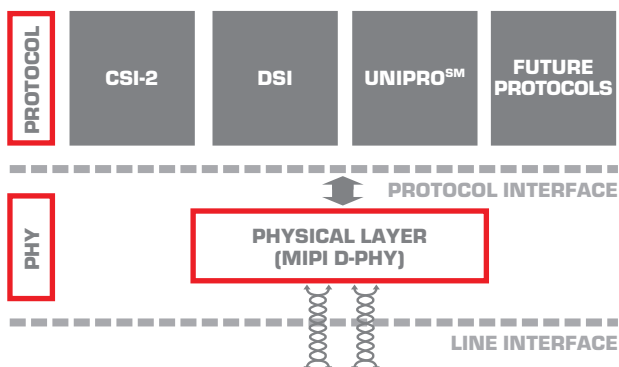 PROTOCOL
CSI-2
DSI
UNIPROSM
FUTURE
PROTOCOLS
PROTOCOL INTERFACE
PHY
PHYSICAL LAYER
(MIPI D-PHY)
LINE INTERFACE